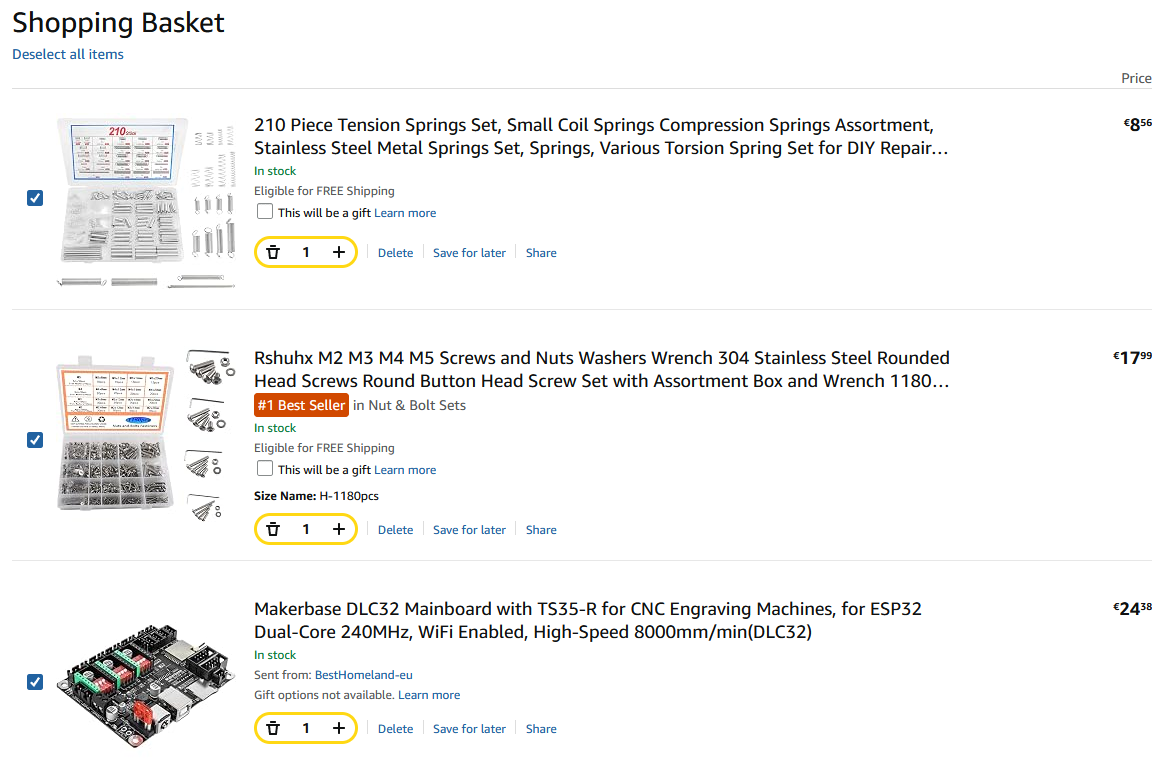 Shopping Basket
Deselect all items
Price
210 Piece Tension Springs Set, Small Coil Springs Compression Springs Assortment,
€8⁵⁶
Stainless Steel Metal Springs Set, Springs, Various Torsion Spring Set for DIY Repair…
In stock
Eligible for FREE Shipping
This will be a gift Learn more
1
Delete
Save for later
Share
210
Rshuhx M2 M3 M4 M5 Screws and Nuts Washers Wrench 304 Stainless Steel Rounded
€17⁹⁹
Head Screws Round Button Head Screw Set with Assortment Box and Wrench 1180…
#1 Best Seller in Nut & Bolt Sets
In stock
Eligible for FREE Shipping
This will be a gift Learn more
Size Name: H-1180pcs
1
Delete
Save for later
Share
Makerbase DLC32 Mainboard with TS35-R for CNC Engraving Machines, for ESP32
€24³⁸
Dual-Core 240MHz, WiFi Enabled, High-Speed 8000mm/min(DLC32)
In stock
Sent from: BestHomeland-eu
Gift options not available. Learn more
1
Delete
Save for later
Share